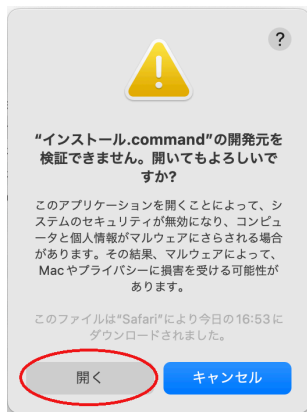 ?
“インストール.command”の開発元を
検証できません。開いてもよろしいで
すか?
このアプリケーションを開くことによって、シ
ステムのセキュリティが無効になり、コンピュ
ータと個人情報がマルウェアにさらされる場合
があります。その結果、マルウェアによって、
Macやプライバシーに損害を受ける可能性が
あります。
このファイルは“Safari”により今日の16:53に
ダウンロードされました。
開く
キャンセル